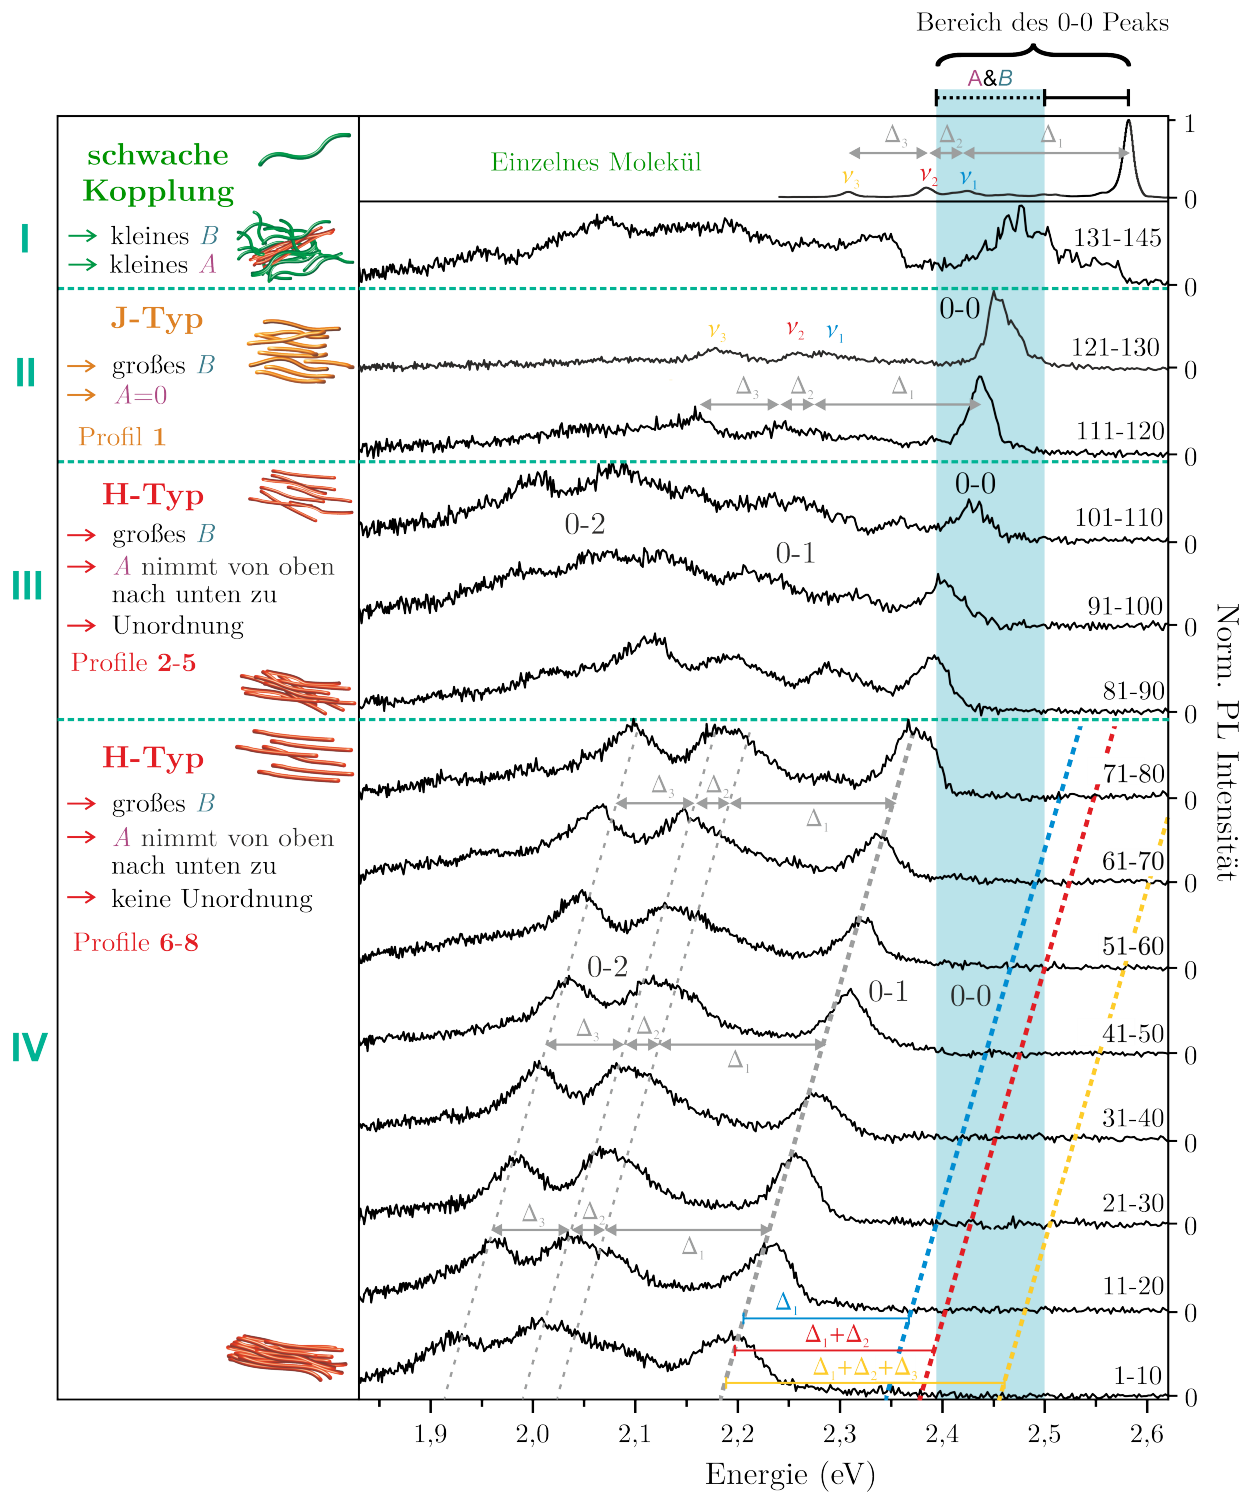 Bereich des 0-0 Peaks
A&B
schwache
Kopplung
Einzelnes Molekül
Δ3 Δ2 Δ1
ν3 ν2 ν1
1
0
I
kleines B
kleines A
131-145
0
II
J-Typ
großes B
A=0
Profil 1
0-0
ν3 ν2 ν1
121-130
0
Δ3 Δ2 Δ1
111-120
0
III
H-Typ
großes B
A nimmt von oben
nach unten zu
Unordnung
Profile 2-5
0-0
0-2
101-110
0
0-1
91-100
0
81-90
0
IV
H-Typ
großes B
A nimmt von oben
nach unten zu
keine Unordnung
Profile 6-8
71-80
0
Δ3 Δ2 Δ1
61-70
0
51-60
0
0-2
0-1
0-0
41-50
0
Δ3 Δ2 Δ1
31-40
0
21-30
0
Δ3 Δ2 Δ1
11-20
0
Δ1
Δ1+Δ2
Δ1+Δ2+Δ3
1-10
0
Norm. PL Intensität
1,9 2,0 2,1 2,2 2,3 2,4 2,5 2,6
Energie (eV)